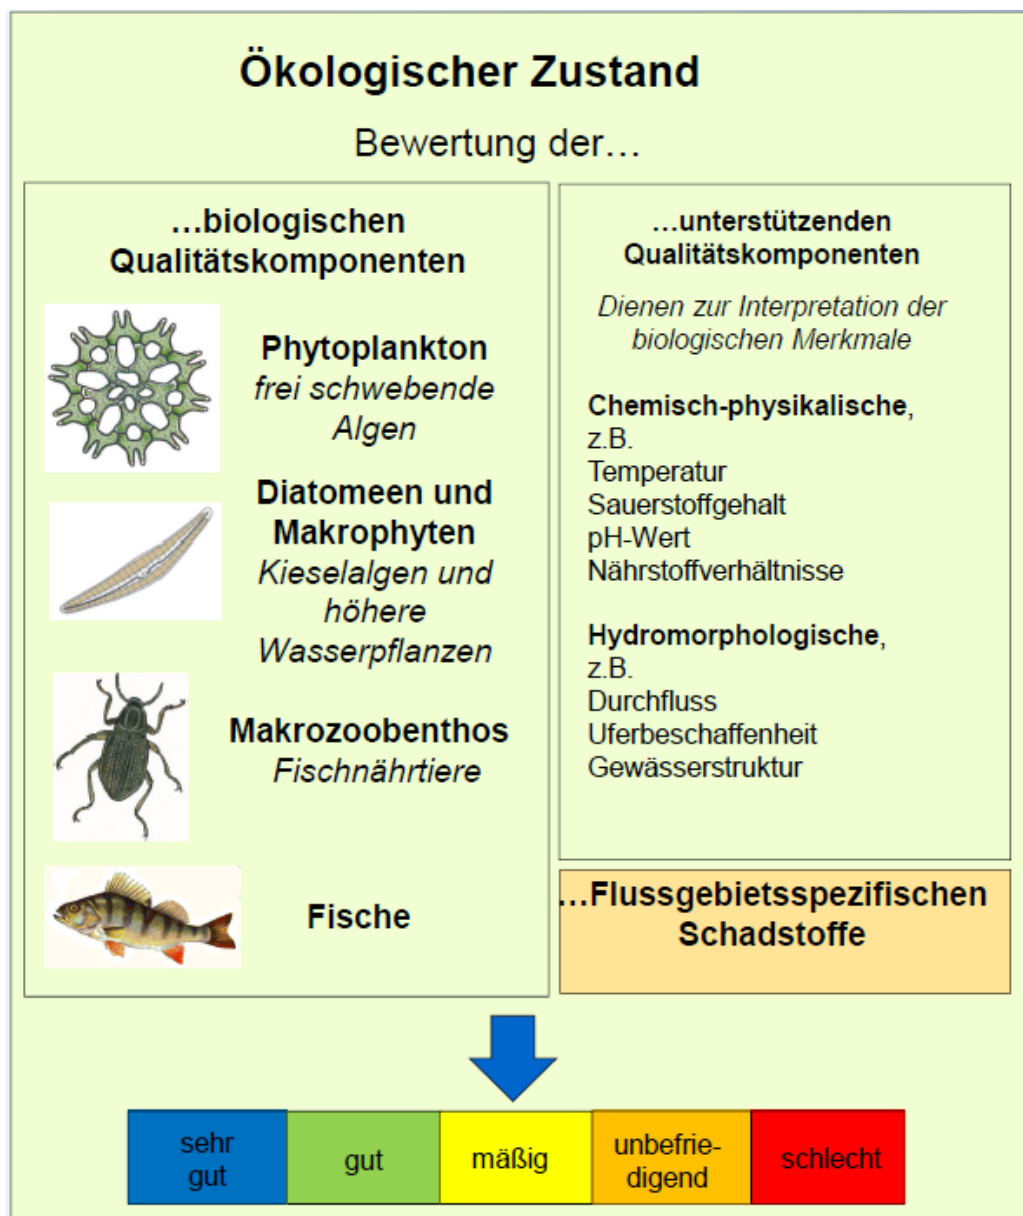 Ökologischer Zustand
Bewertung der…
…biologischen
Qualitätskomponenten
Phytoplankton
frei schwebende
Algen
Diatomeen und
Makrophyten
Kieselalgen und
höhere
Wasserpflanzen
Makrozoobenthos
Fischnährtiere
Fische
…unterstützenden
Qualitätskomponenten
Dienen zur Interpretation der
biologischen Merkmale
Chemisch-physikalische,
z.B.
Temperatur
Sauerstoffgehalt
pH-Wert
Nährstoffverhältnisse
Hydromorphologische,
z.B.
Durchfluss
Uferbeschaffenheit
Gewässerstruktur
…Flussgebietsspezifischen
Schadstoffe
sehr
gut
gut
mäßig
unbefrie-
digend
schlecht